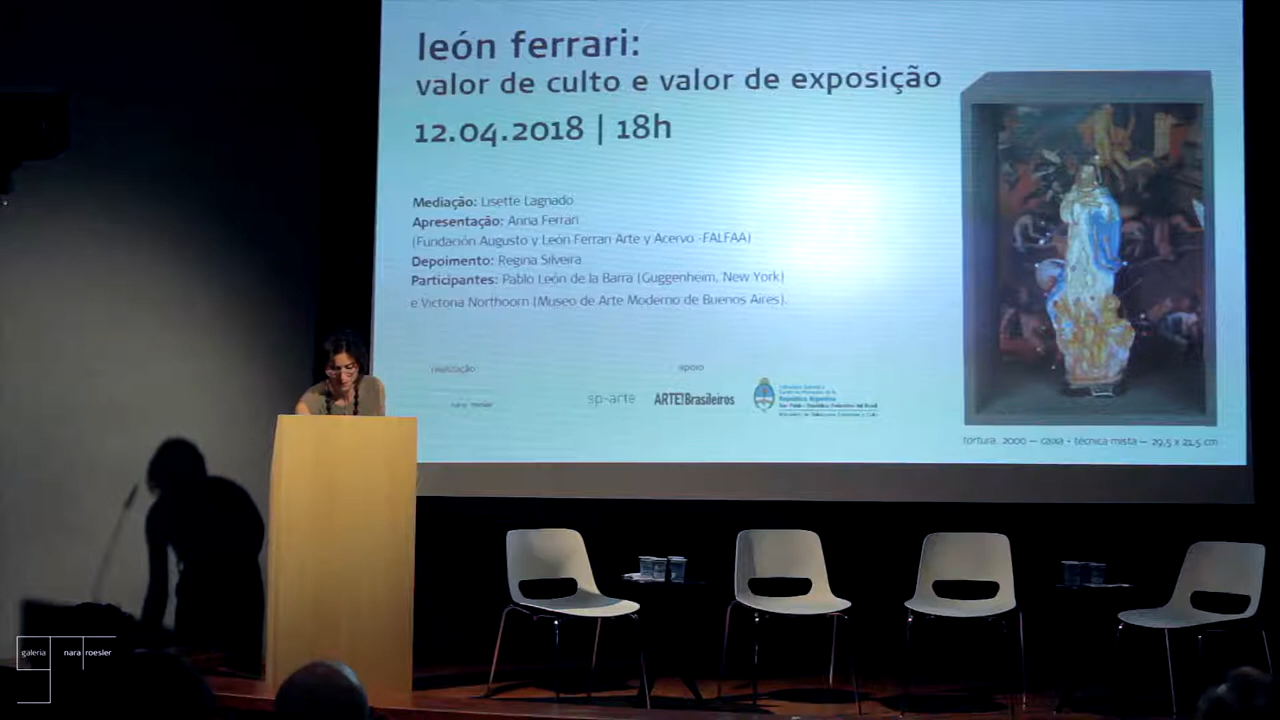 león ferrari:
valor de culto e valor de exposição
12.04.2018 | 18h
Mediação: Lisette Lagnado
Apresentação: Anna Ferrari
(Fundación Augusto y León Ferrari Arte y Acervo -FALFAA)
Depoimento: Regina Silveira
Participantes: Pablo León de la Barra (Guggenheim, New York)
e Victoria Northoorn (Museo de Arte Moderno de Buenos Aires).
realização
apoio
nara roesler
sp-arte
ARTE!Brasileiros
República Argentina
tortura, 2000 — caixa - técnica mista — 29,5 x 21,5 cm
galeria
nara roesler